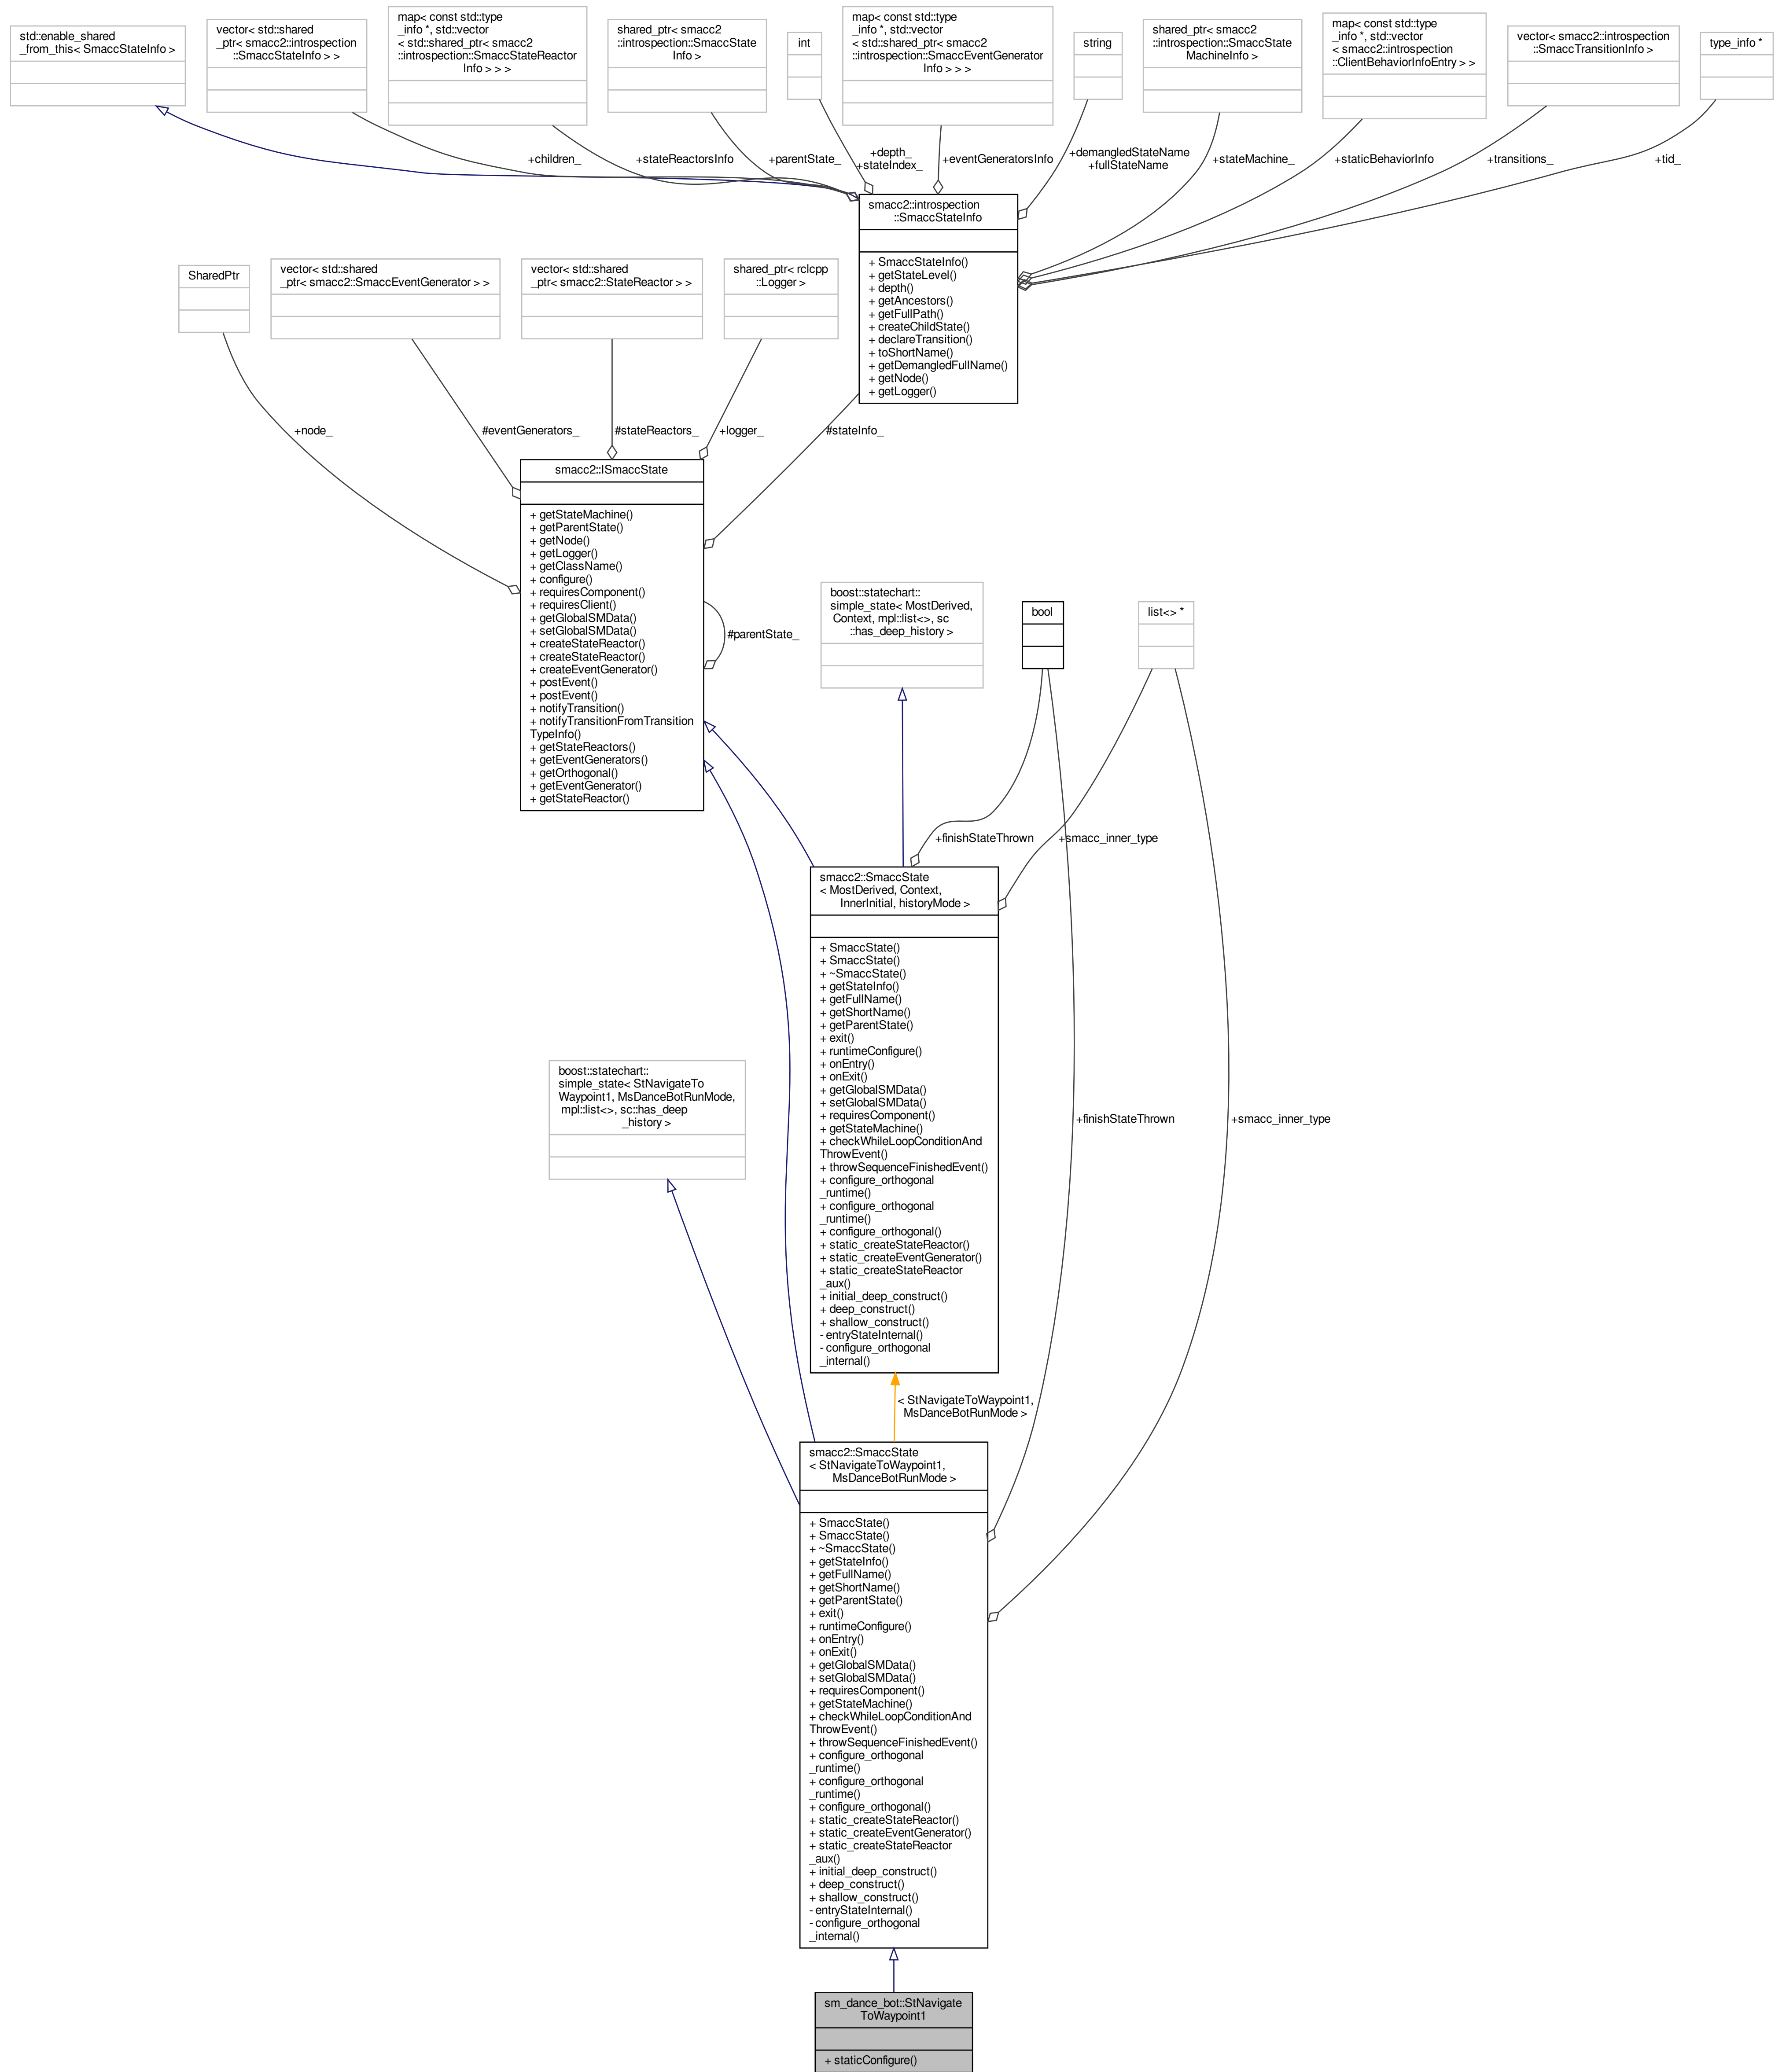 std::enable_shared
_from_this< SmaccStateInfo >
vector< std::shared
_ptr< smacc2::introspection
::SmaccStateInfo > >
map< const std::type
_info *, std::vector
< std::shared_ptr< smacc2
::introspection::SmaccStateReactor
Info > > >
shared_ptr< smacc2
::introspection::SmaccState
Info >
int
map< const std::type
_info *, std::vector
< std::shared_ptr< smacc2
::introspection::SmaccEventGenerator
Info > > >
string
shared_ptr< smacc2
::introspection::SmaccState
MachineInfo >
map< const std::type
_info *, std::vector
< smacc2::introspection
::ClientBehaviorInfoEntry > >
vector< smacc2::introspection
::SmaccTransitionInfo >
type_info *
+children_
+stateReactorsInfo
+parentState_
+depth_
+stateIndex_
+eventGeneratorsInfo
+demangledStateName
+fullStateName
+stateMachine_
+staticBehaviorInfo
+transitions_
+tid_
smacc2::introspection
::SmaccStateInfo
+ SmaccStateInfo()
+ getStateLevel()
+ depth()
+ getAncestors()
+ getFullPath()
+ createChildState()
+ declareTransition()
+ toShortName()
+ getDemangledFullName()
+ getNode()
+ getLogger()
SharedPtr
vector< std::shared
_ptr< smacc2::SmaccEventGenerator > >
vector< std::shared
_ptr< smacc2::StateReactor > >
shared_ptr< rclcpp
::Logger >
+node_
#eventGenerators_
#stateReactors_
+logger_
#stateInfo_
smacc2::ISmaccState
+ getStateMachine()
+ getParentState()
+ getNode()
+ getLogger()
+ getClassName()
+ configure()
+ requiresComponent()
+ requiresClient()
+ getGlobalSMData()
+ setGlobalSMData()
+ createStateReactor()
+ createStateReactor()
+ createEventGenerator()
+ postEvent()
+ postEvent()
+ notifyTransition()
+ notifyTransitionFromTransition
TypeInfo()
+ getStateReactors()
+ getEventGenerators()
+ getOrthogonal()
+ getEventGenerator()
+ getStateReactor()
#parentState_
boost::statechart::
simple_state< MostDerived,
Context, mpl::list<>, sc
::has_deep_history >
bool
list<> *
+finishStateThrown
+smacc_inner_type
smacc2::SmaccState
< MostDerived, Context,
InnerInitial, historyMode >
+ SmaccState()
+ SmaccState()
+ ~SmaccState()
+ getStateInfo()
+ getFullName()
+ getShortName()
+ getParentState()
+ exit()
+ runtimeConfigure()
+ onEntry()
+ onExit()
+ getGlobalSMData()
+ setGlobalSMData()
+ requiresComponent()
+ getStateMachine()
+ checkWhileLoopConditionAnd
ThrowEvent()
+ throwSequenceFinishedEvent()
+ configure_orthogonal
_runtime()
+ configure_orthogonal
_runtime()
+ configure_orthogonal()
+ static_createStateReactor()
+ static_createEventGenerator()
+ static_createStateReactor
_aux()
+ initial_deep_construct()
+ deep_construct()
+ shallow_construct()
- entryStateInternal()
- configure_orthogonal
_internal()
boost::statechart::
simple_state< StNavigateTo
Waypoint1, MsDanceBotRunMode,
mpl::list<>, sc::has_deep
_history >
+finishStateThrown
+smacc_inner_type
< StNavigateToWaypoint1,
MsDanceBotRunMode >
smacc2::SmaccState
< StNavigateToWaypoint1,
MsDanceBotRunMode >
+ SmaccState()
+ SmaccState()
+ ~SmaccState()
+ getStateInfo()
+ getFullName()
+ getShortName()
+ getParentState()
+ exit()
+ runtimeConfigure()
+ onEntry()
+ onExit()
+ getGlobalSMData()
+ setGlobalSMData()
+ requiresComponent()
+ getStateMachine()
+ checkWhileLoopConditionAnd
ThrowEvent()
+ throwSequenceFinishedEvent()
+ configure_orthogonal
_runtime()
+ configure_orthogonal
_runtime()
+ configure_orthogonal()
+ static_createStateReactor()
+ static_createEventGenerator()
+ static_createStateReactor
_aux()
+ initial_deep_construct()
+ deep_construct()
+ shallow_construct()
- entryStateInternal()
- configure_orthogonal
_internal()
sm_dance_bot::StNavigate
ToWaypoint1
+ staticConfigure()